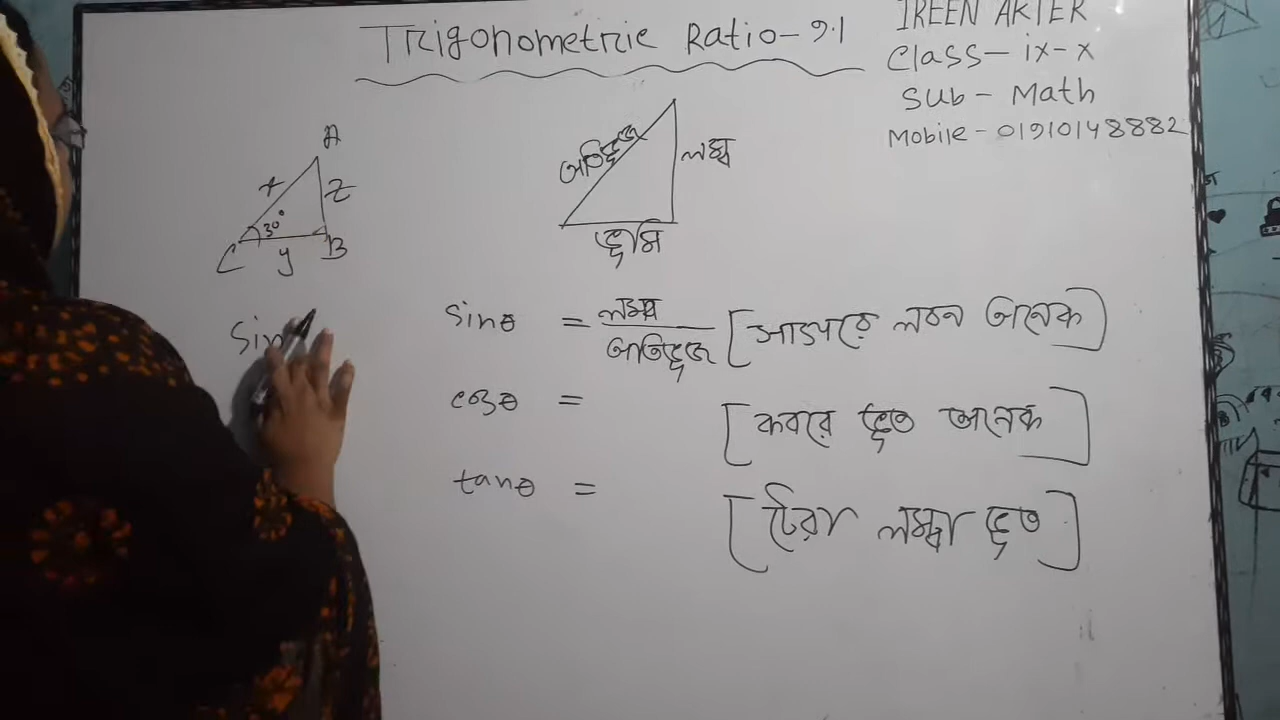 Trigonometric Ratio-9.1
IREEN AKTER
Class- ix-x
Sub- Math
Mobile- 01910148882
A
x
z
30°
C
y
B
অতিভুজ
লম্ব
ভূমি
Sin
Sinθ = লম্ব / অতিভুজ [সাগরে লবন অনেক]
cosθ = [কবরে ভূত অনেক]
tanθ = [টেরা লম্বা ভূত]